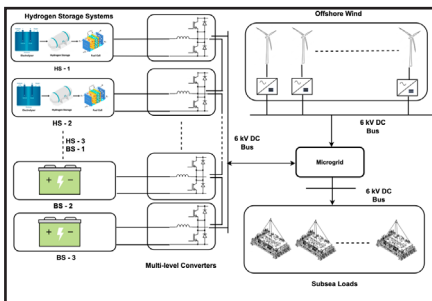 Hydrogen Storage Systems
Electrolyzer
Hydrogen Storage
Fuel Cell
HS - 1
Electrolyzer
Hydrogen Storage
Fuel Cell
HS - 2
HS - 3
BS - 1
BS - 2
BS - 3
Multi-level Converters
6 kV DC
Bus
Offshore Wind
6 kV DC
Bus
Microgrid
6 kV DC
Bus
Subsea Loads